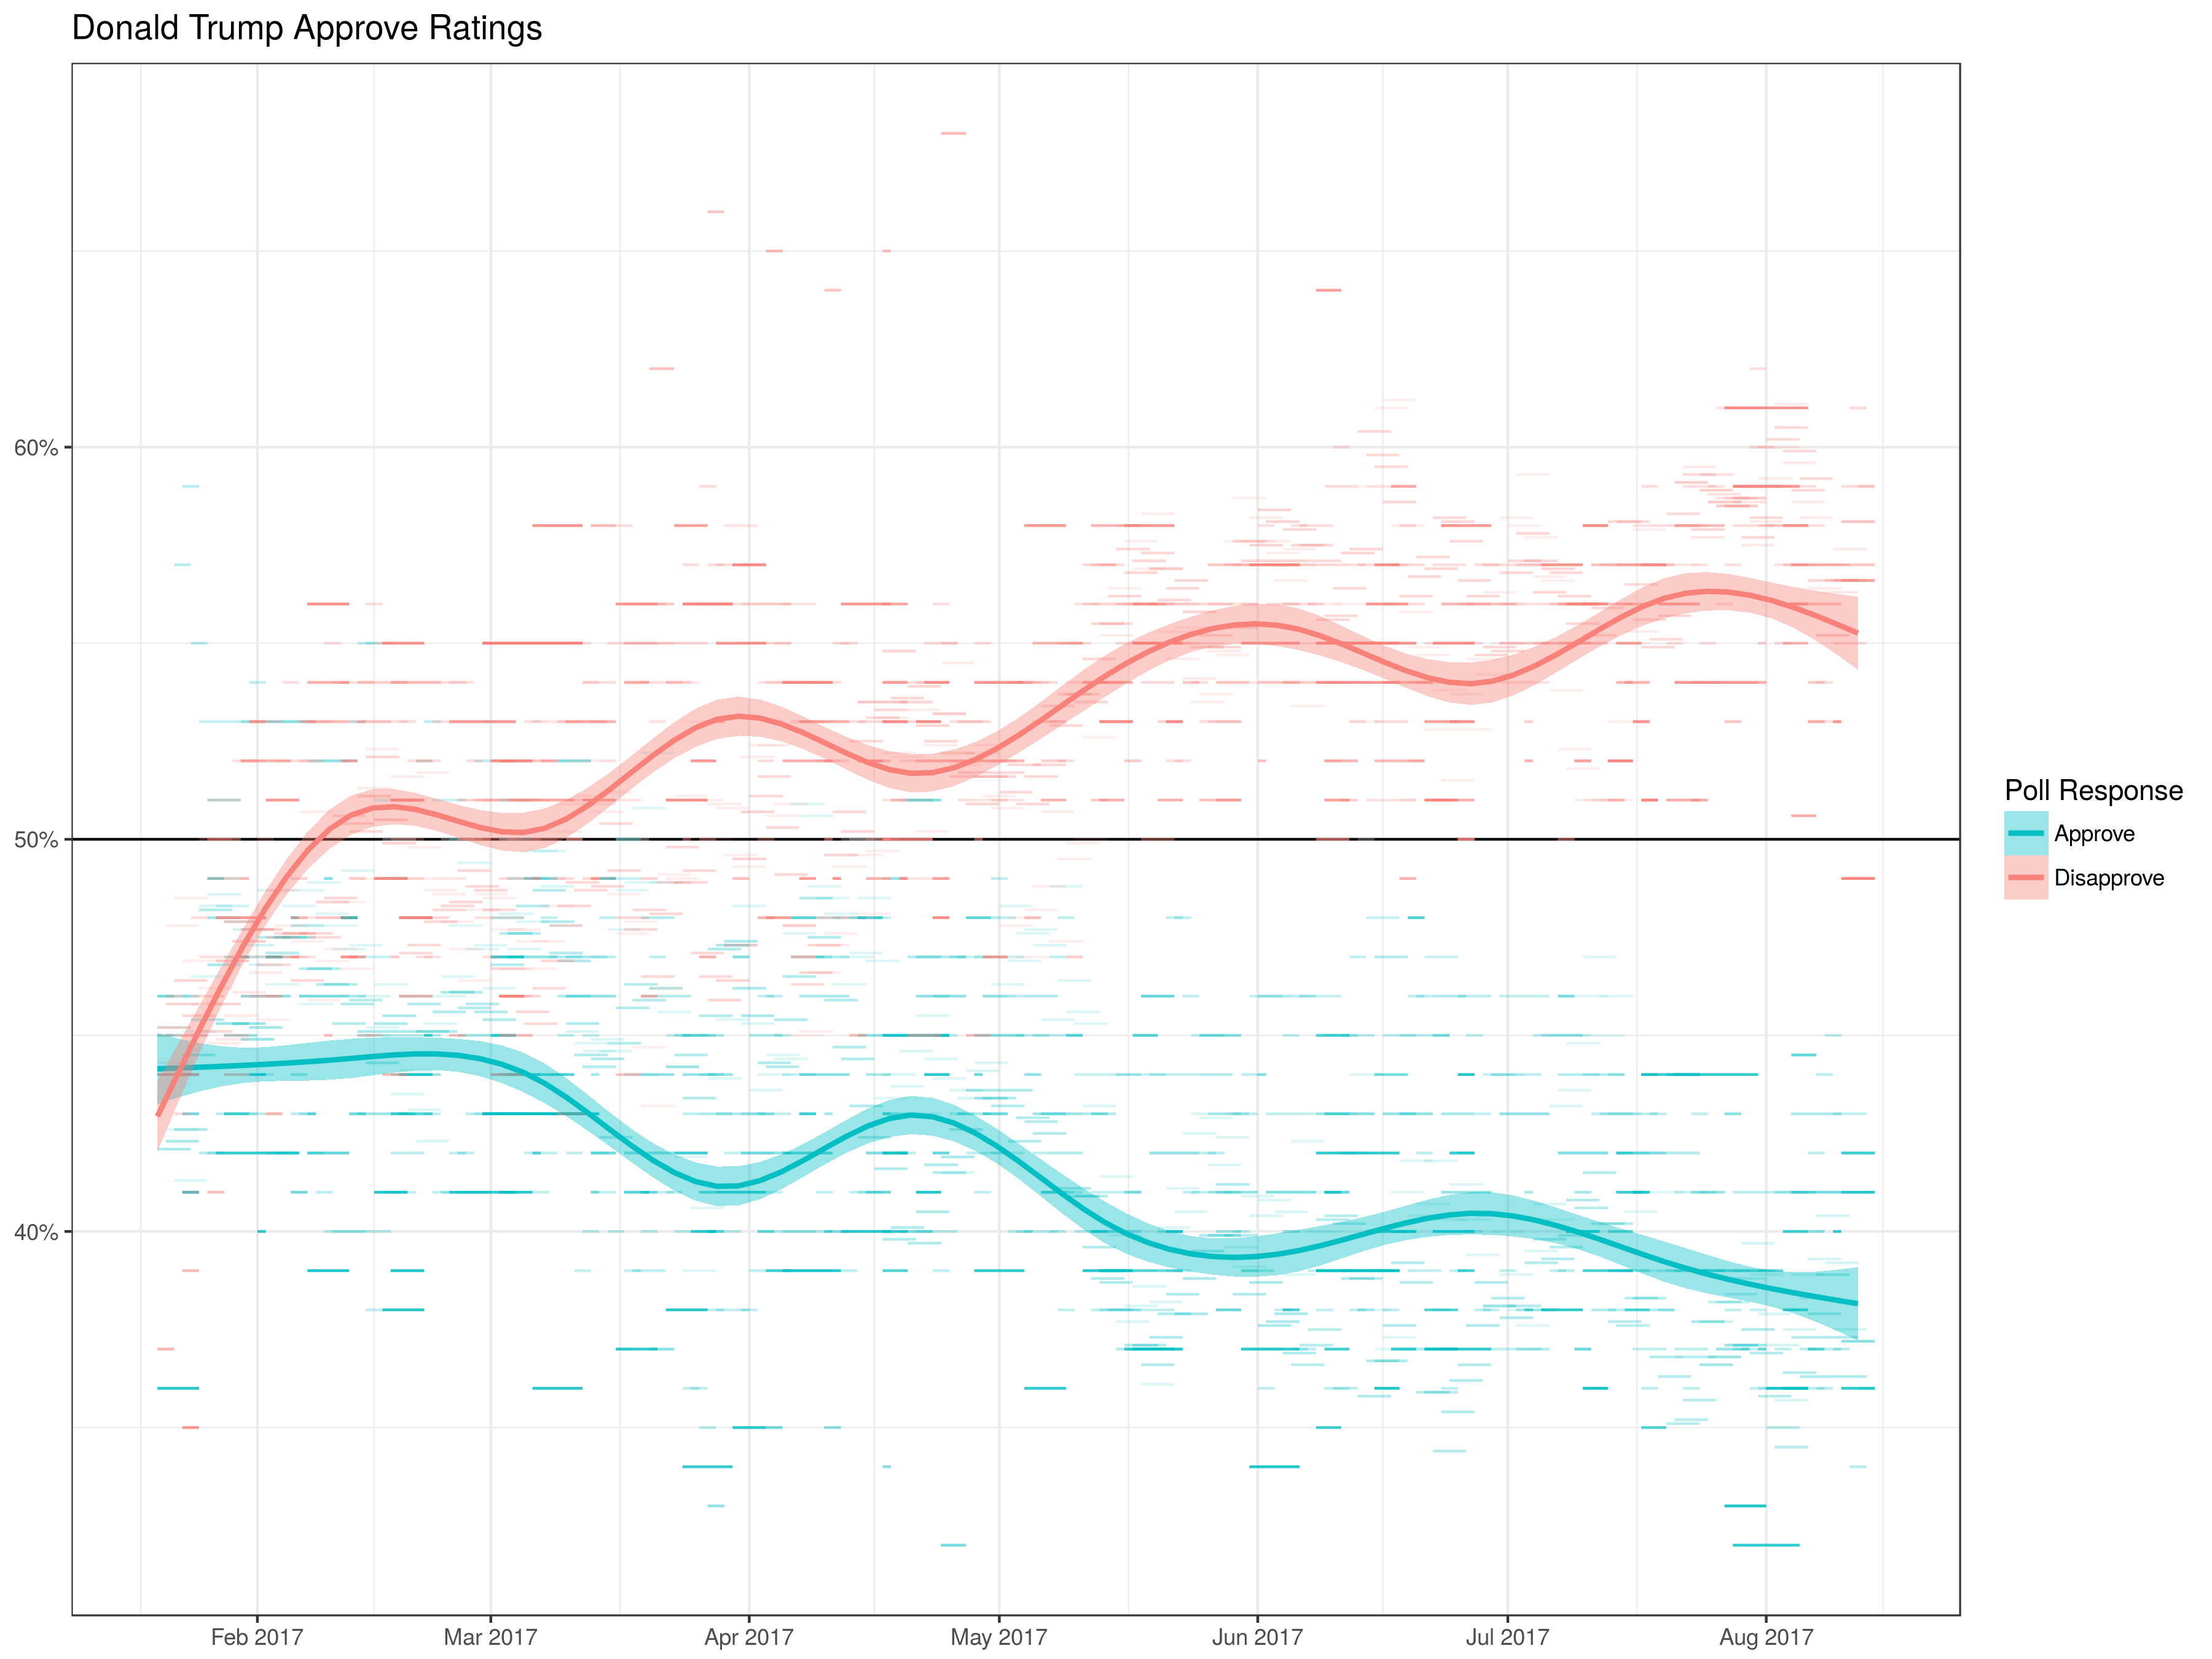 Donald Trump Approve Ratings
60%
50%
40%
Feb 2017
Mar 2017
Apr 2017
May 2017
Jun 2017
Jul 2017
Aug 2017
Poll Response
Approve
Disapprove